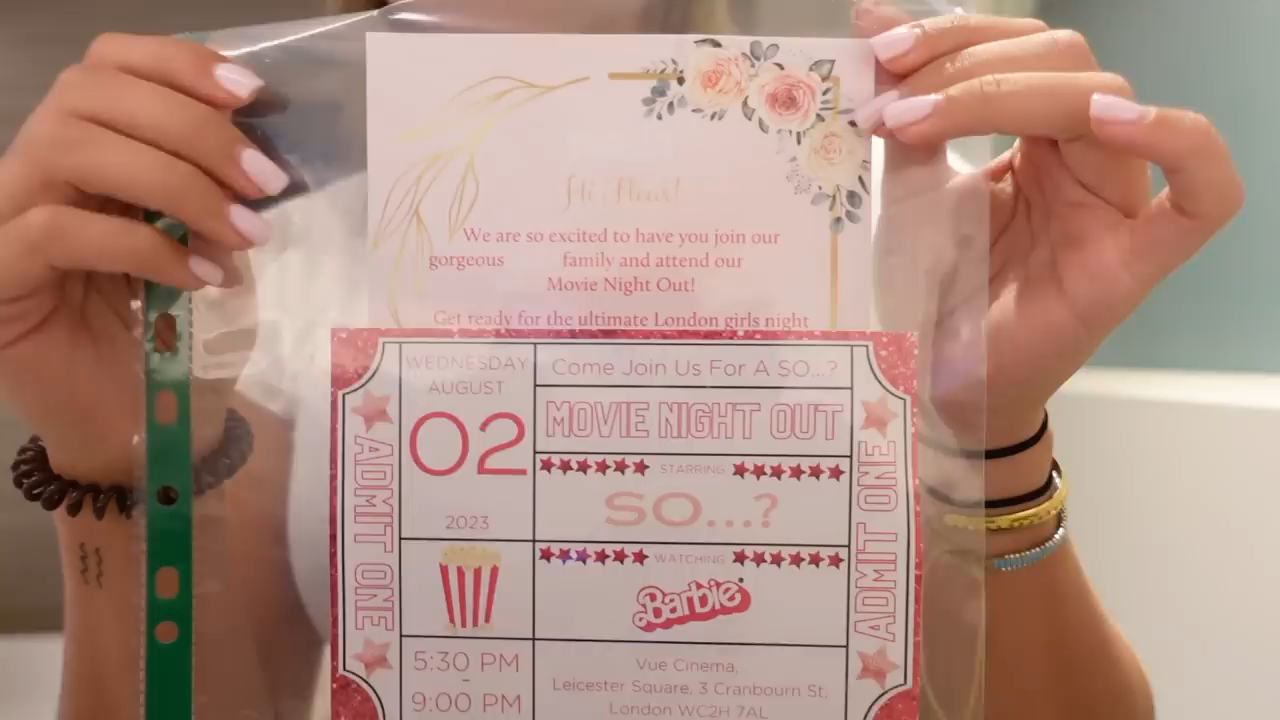 Hi
We are so excited to have you join our
gorgeous family and attend our
Movie Night Out!
Get ready for the ultimate London girls night
ADMIT ONE
WEDNESDAY
AUGUST
02
2023
5:30 PM
-
9:00 PM
Come Join Us For A SO...?
MOVIE NIGHT OUT
STARRING
SO...?
WATCHING
Barbie
Vue Cinema,
Leicester Square, 3 Cranbourn St,
London WC2H 7AL
ADMIT ONE